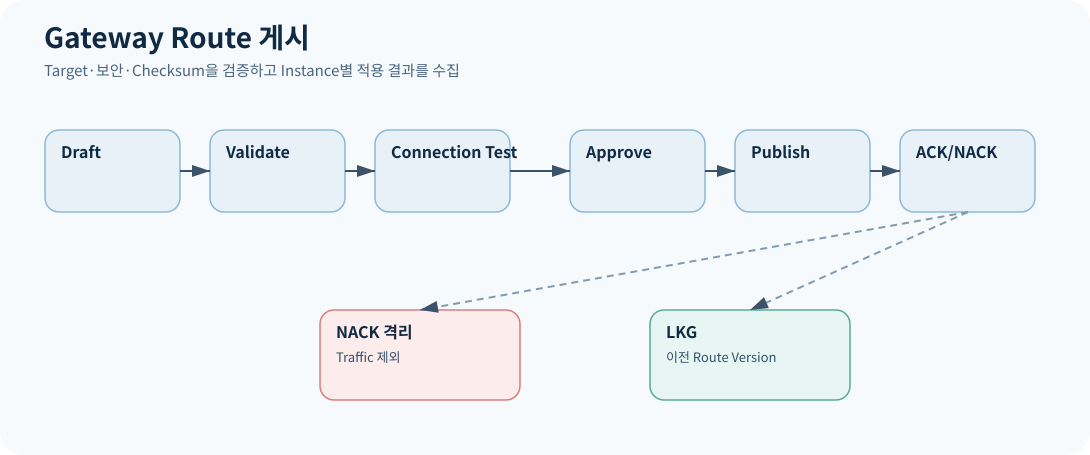 Gateway Route 게시
Target·보안·Checksum을 검증하고 Instance별 적용 결과를 수집
Draft
Validate
Connection Test
Approve
Publish
ACK/NACK
NACK 격리
Traffic 제외
LKG
이전 Route Version